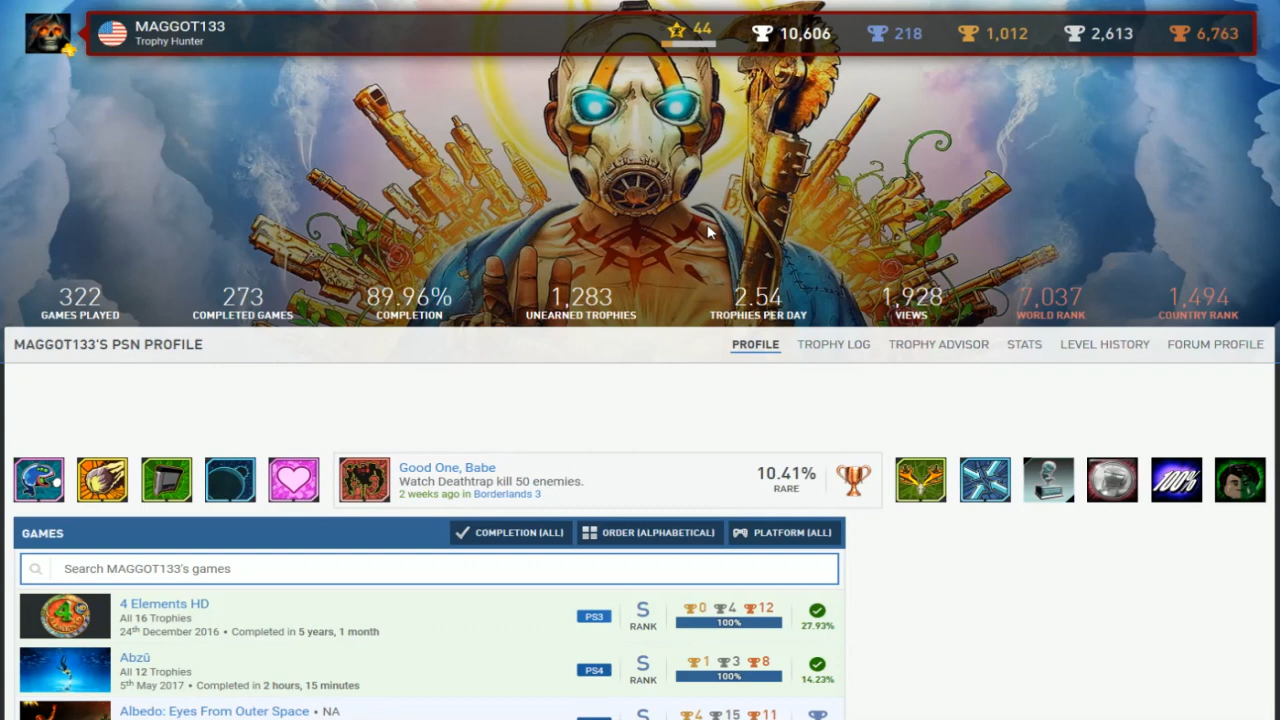 MAGGOT133
Trophy Hunter
44
10,606
218
1,012
2,613
6,763
322
GAMES PLAYED
273
COMPLETED GAMES
89.96%
COMPLETION
1,283
UNEARNED TROPHIES
2.54
TROPHIES PER DAY
1,928
VIEWS
7,037
WORLD RANK
1,494
COUNTRY RANK
MAGGOT133'S PSN PROFILE
PROFILE TROPHY LOG TROPHY ADVISOR STATS LEVEL HISTORY FORUM PROFILE
Good One, Babe
Watch Deathtrap kill 50 enemies.
2 weeks ago in Borderlands 3
10.41%
RARE
100%
GAMES
COMPLETION (ALL) ORDER (ALPHABETICAL) PLATFORM (ALL)
Search MAGGOT133's games
4
4 Elements HD
All 16 Trophies
24th December 2016 • Completed in 5 years, 1 month
PS3
S
RANK
0 4 12
100%
27.93%
Abzû
All 12 Trophies
5th May 2017 • Completed in 2 hours, 15 minutes
PS4
S
RANK
1 3 8
100%
14.23%
Albedo: Eyes From Outer Space • NA
S
4 15 11